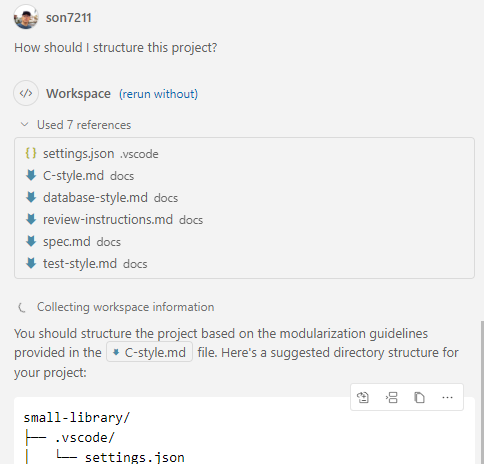 son7211
How should I structure this project?
Workspace (rerun without)
Used 7 references
{} settings.json .vscode
C-style.md docs
database-style.md docs
review-instructions.md docs
spec.md docs
test-style.md docs
Collecting workspace information
You should structure the project based on the modularization guidelines
provided in the C-style.md file. Here's a suggested directory structure for
your project:
small-library/
├── .vscode/
│   └── settings.json